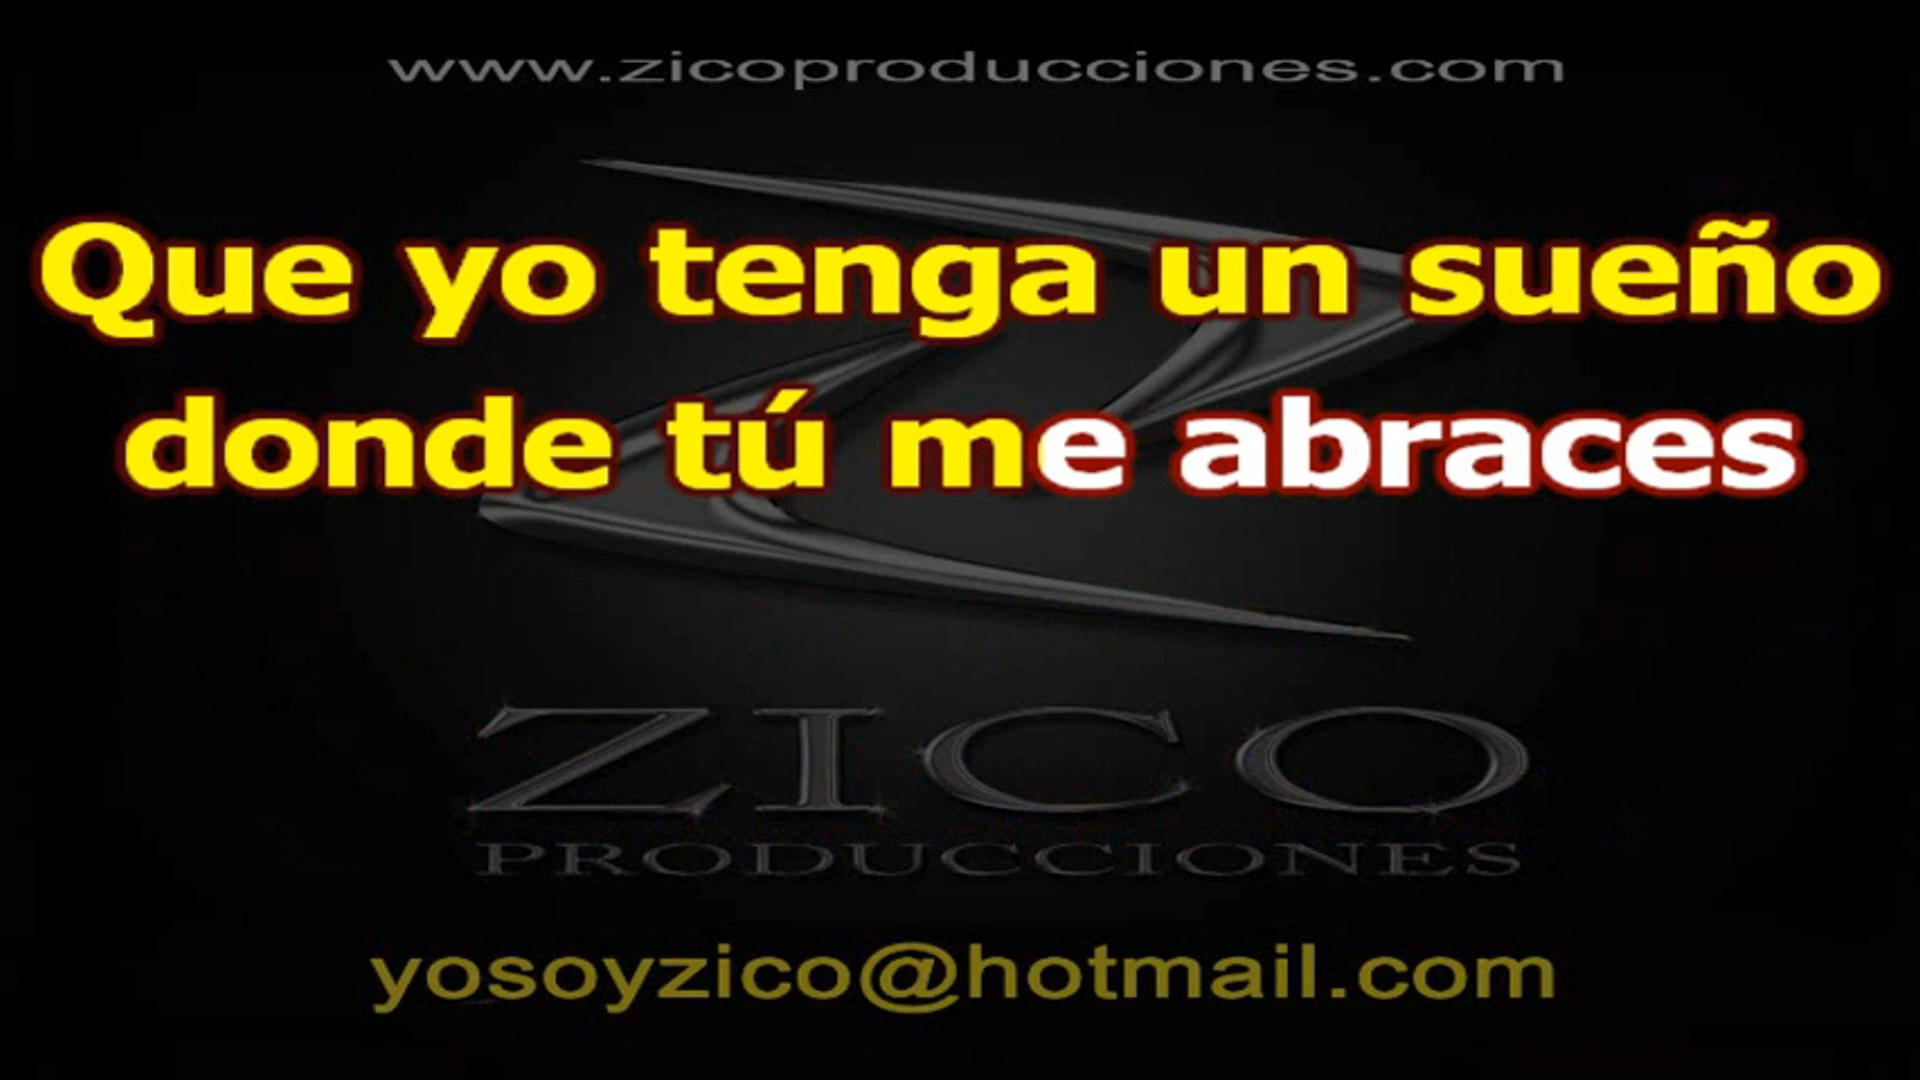 www.zicoproducciones.com
Que yo tenga un sueño
donde tú me abraces
ZICO
PRODUCCIONES
yosoyzico@hotmail.com